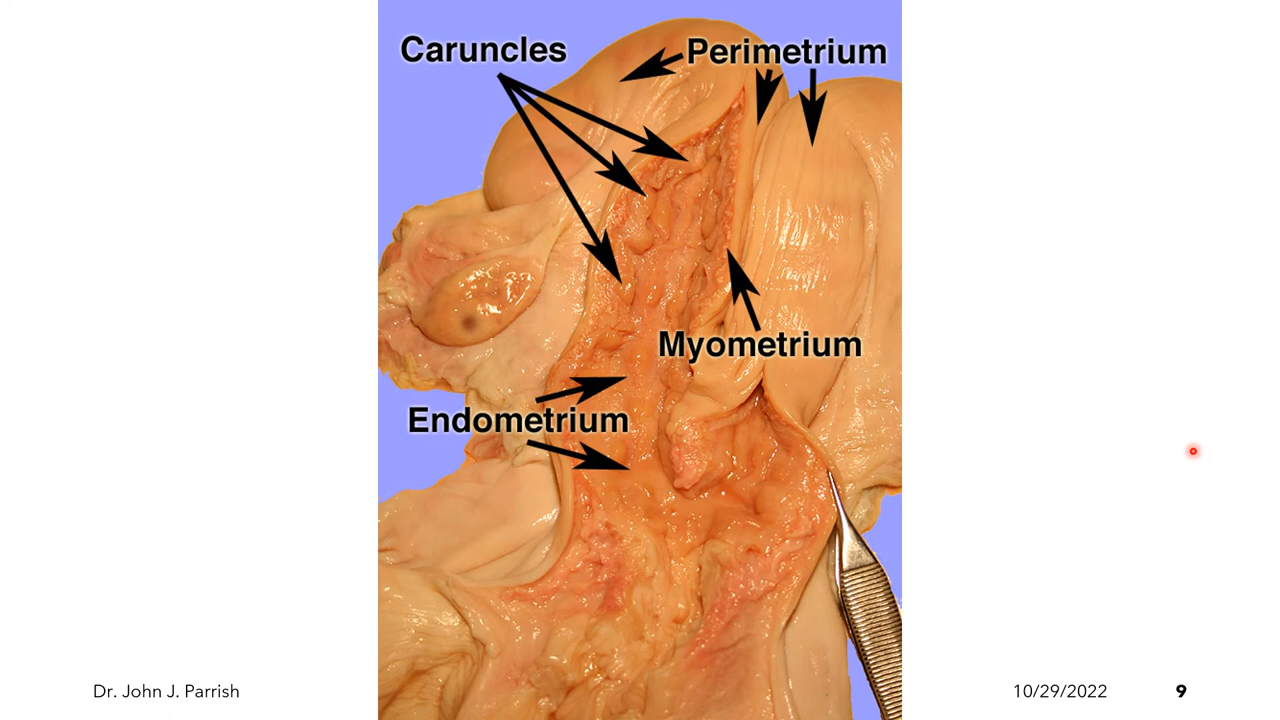 Caruncles
Perimetrium
Myometrium
Endometrium
Dr. John J. Parrish
10/29/2022
9